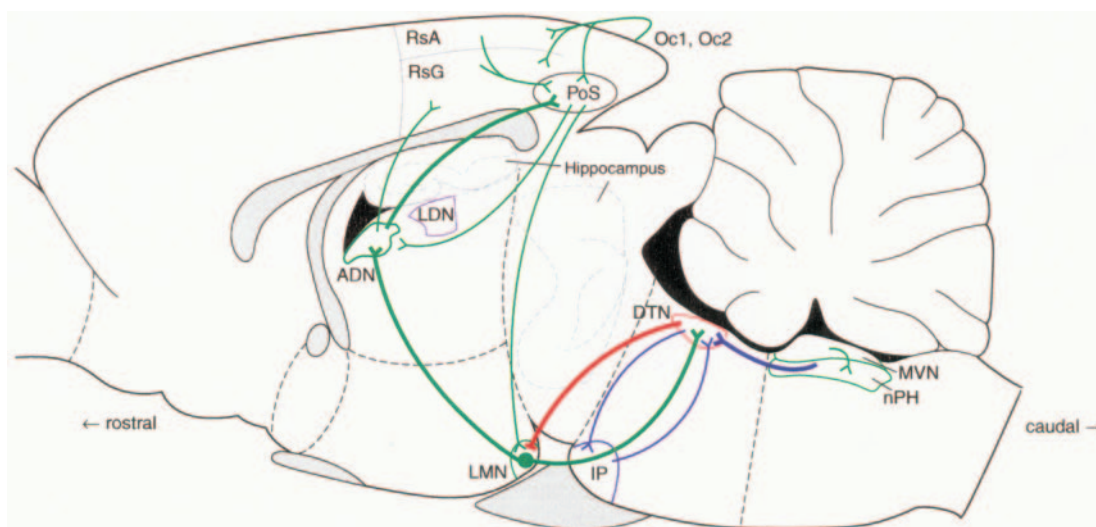 RsA
Oc1, Oc2
RsG
PoS
Hippocampus
LDN
ADN
DTN
MVN
nPH
← rostral
caudal →
LMN
IP